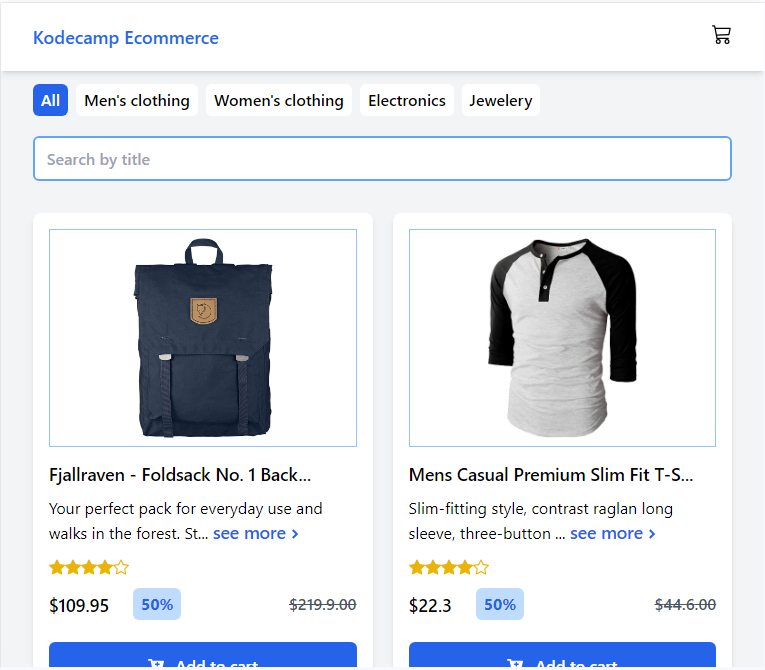 Kodecamp Ecommerce
All Men's clothing Women's clothing Electronics Jewelery
Search by title
Fjallraven - Foldsack No. 1 Back...
Your perfect pack for everyday use and
walks in the forest. St... see more >
$109.95 50% $219.9.00
Add to cart
Mens Casual Premium Slim Fit T-S...
Slim-fitting style, contrast raglan long
sleeve, three-button ... see more >
$22.3 50% $44.6.00
Add to cart